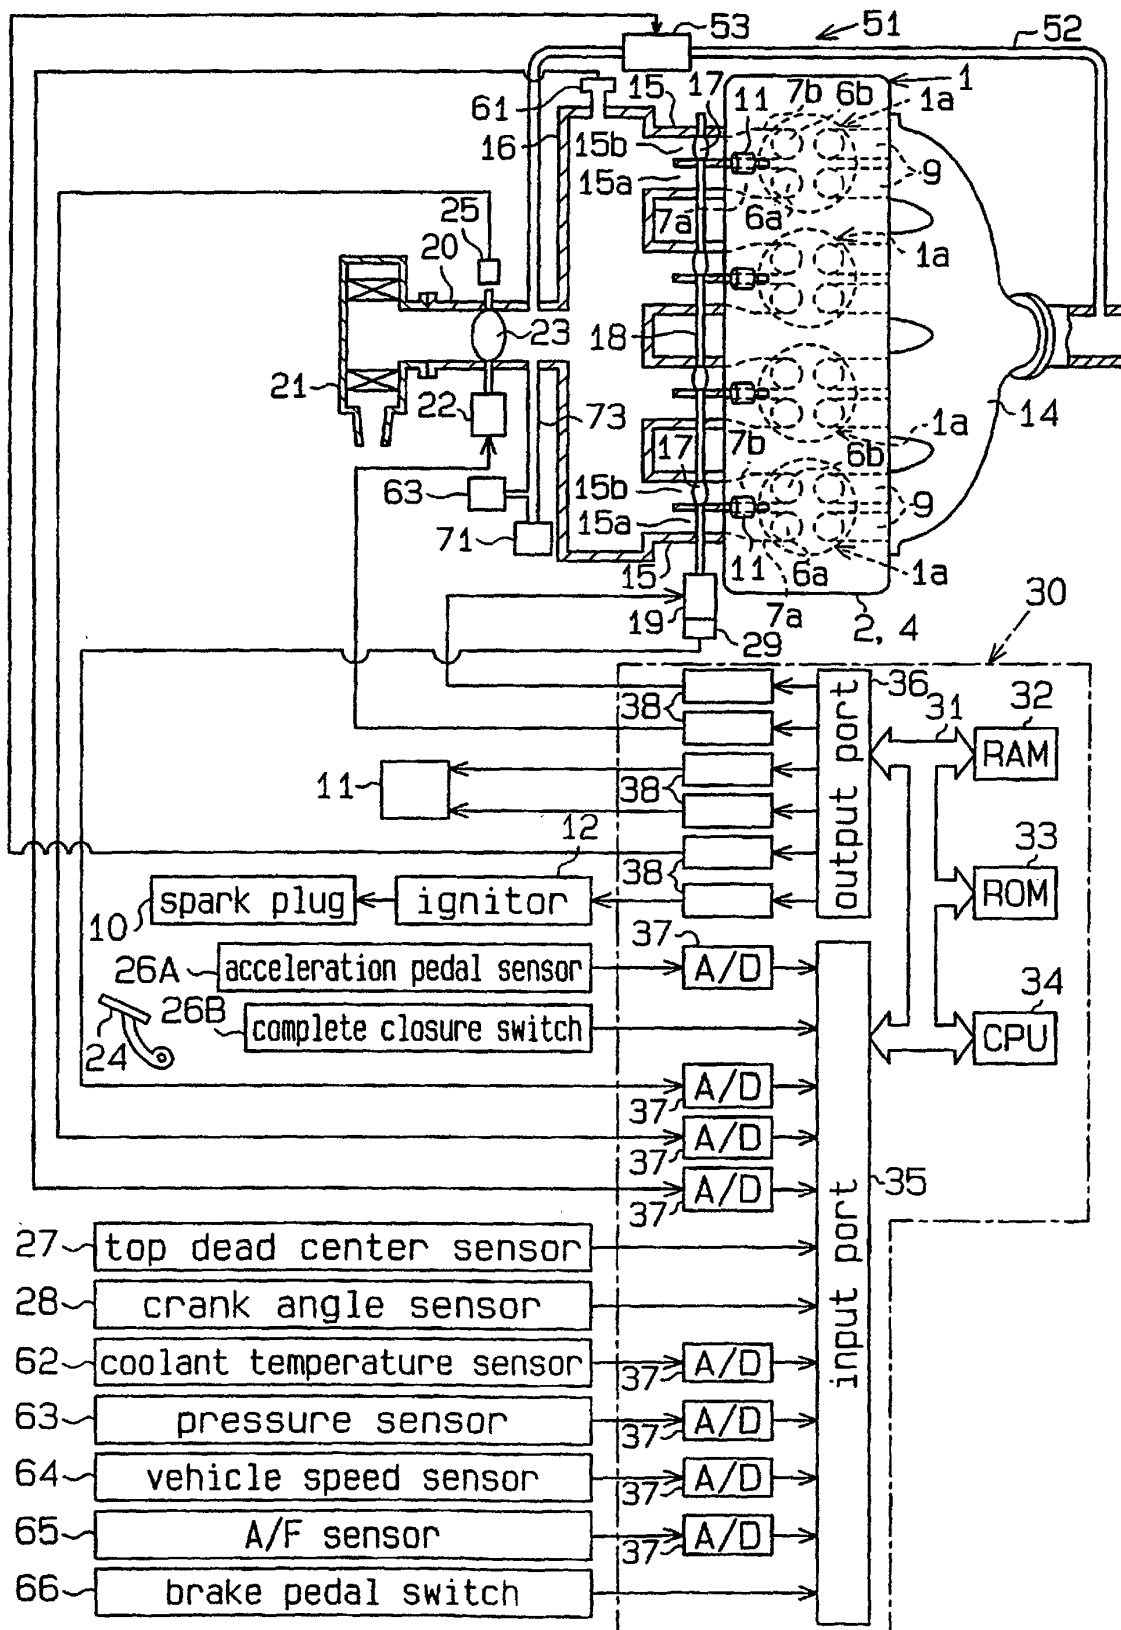 53
51
52
61
15
17
11
7b
6b
1
1a
16
15b
15a
9
7a
6a
25
20
1a
23
18
21
22
73
1a
14
7b
6b
17
63
15b
9
71
15a
15
11
6a
1a
7a
19
29
2, 4
30
38
36
31
32
output port
RAM
11
38
12
33
38
ROM
spark plug
ignitor
10
37
26A
acceleration pedal sensor
A/D
34
26B
complete closure switch
CPU
24
A/D
37
A/D
37
A/D
37
35
input port
27
top dead center sensor
28
crank angle sensor
62
coolant temperature sensor
37
A/D
63
pressure sensor
37
A/D
64
vehicle speed sensor
37
A/D
65
A/F sensor
37
A/D
66
brake pedal switch